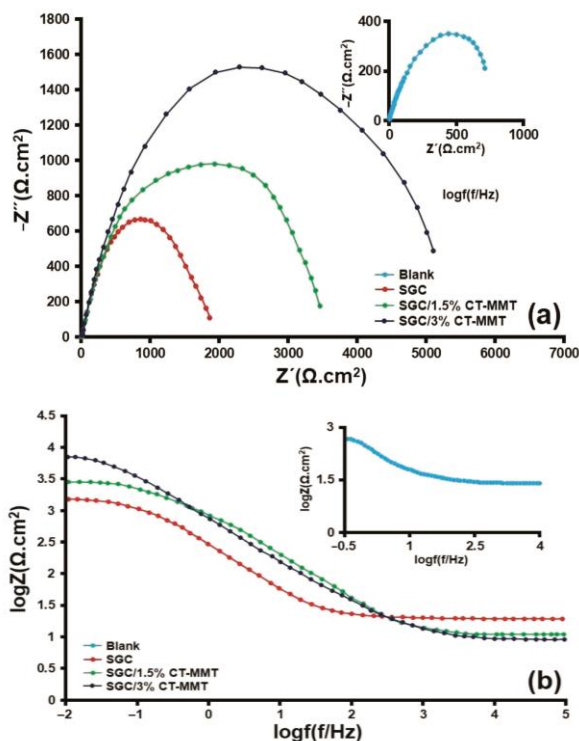 1800
1600
1400
1200
1000
800
600
400
200
0
−Z″(Ω.cm²)
0 1000 2000 3000 4000 5000 6000 7000
Z′(Ω.cm²)
400
200
0
−Z″(Ω.cm²)
0 500 1000
Z′(Ω.cm²)
logf(f/Hz)
Blank
SGC
SGC/1.5% CT-MMT
SGC/3% CT-MMT
(a)
4.5
4
3.5
3
2.5
2
1.5
1
0.5
0
logZ(Ω.cm²)
−2 −1 0 1 2 3 4 5
logf(f/Hz)
3
1.5
0
logZ(Ω.cm²)
−0.5 1 2.5 4
logf(f/Hz)
Blank
SGC
SGC/1.5% CT-MMT
SGC/3% CT-MMT
(b)